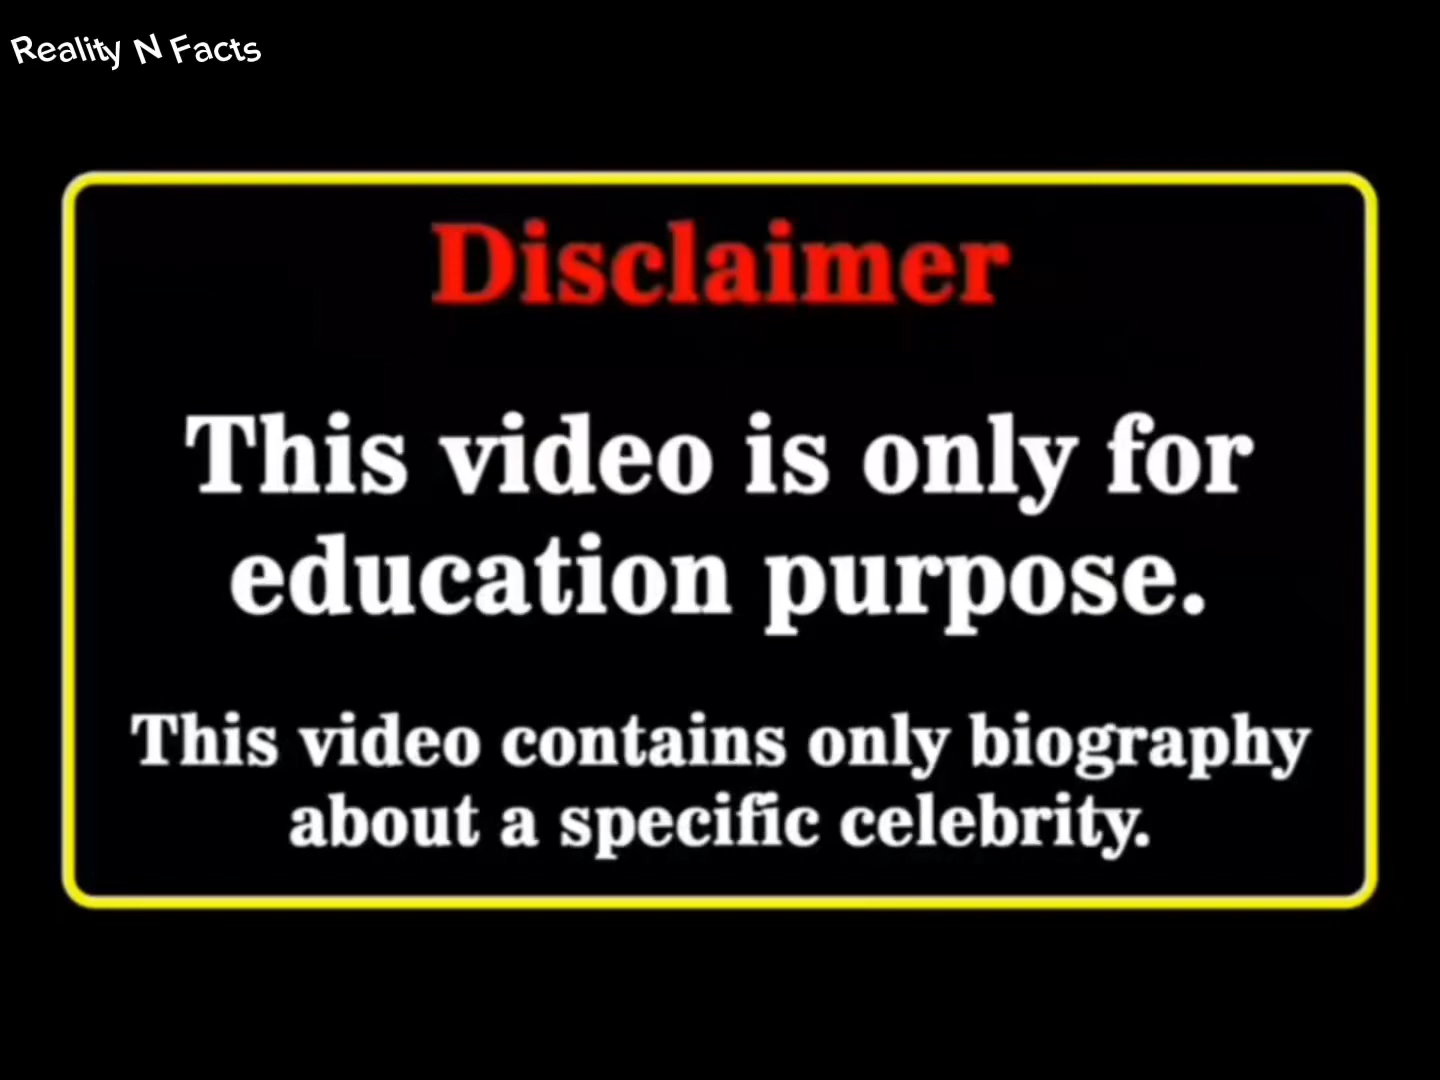 Reality N Facts
Disclaimer
This video is only for
education purpose.
This video contains only biography
about a specific celebrity.